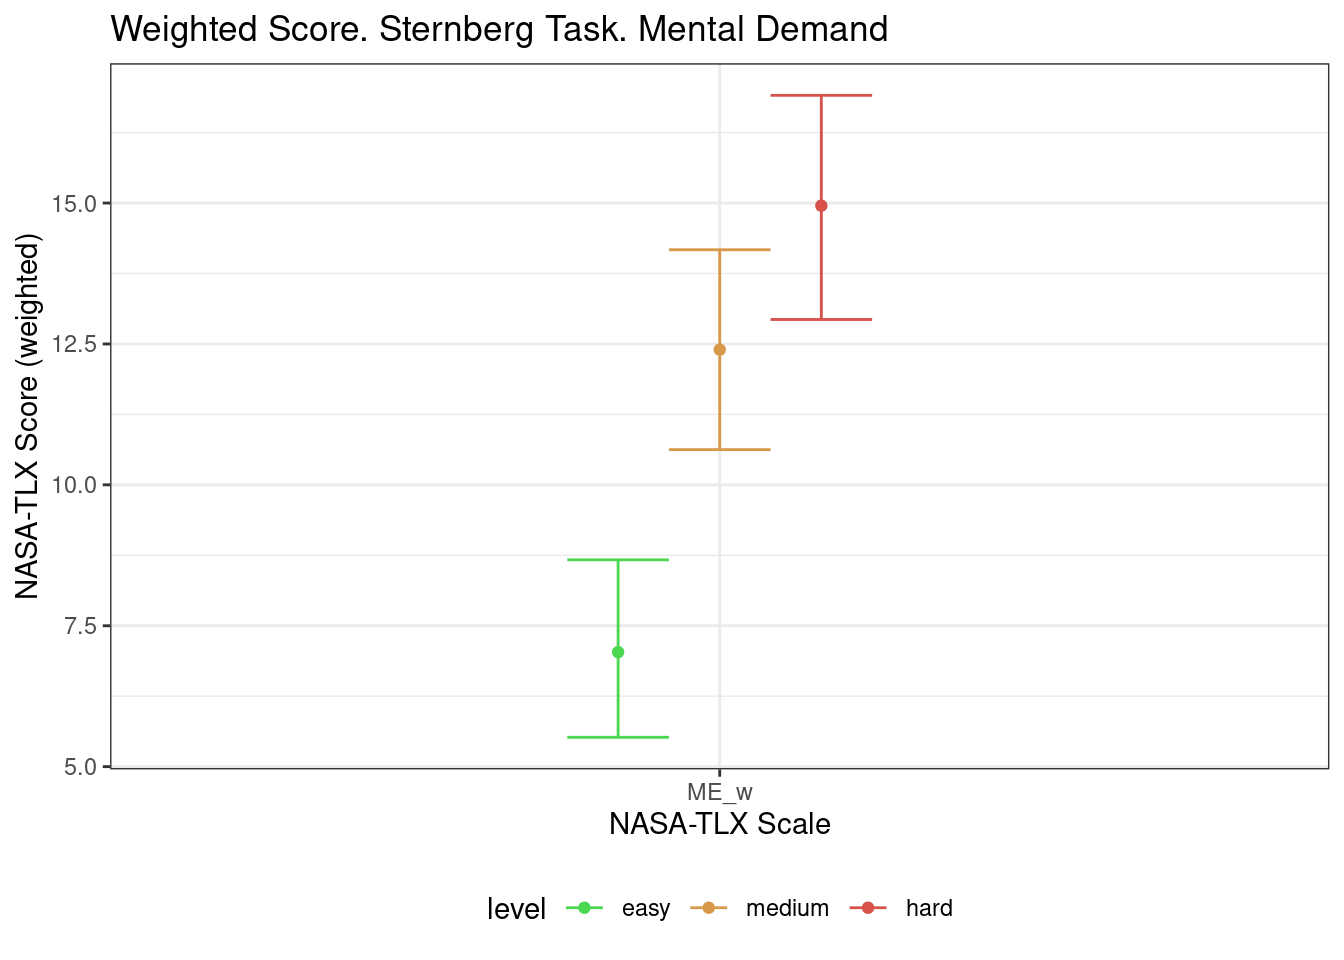 Weighted Score. Sternberg Task. Mental Demand
NASA-TLX Score (weighted)
15.0
12.5
10.0
7.5
5.0
ME_w
NASA-TLX Scale
level easy medium hard